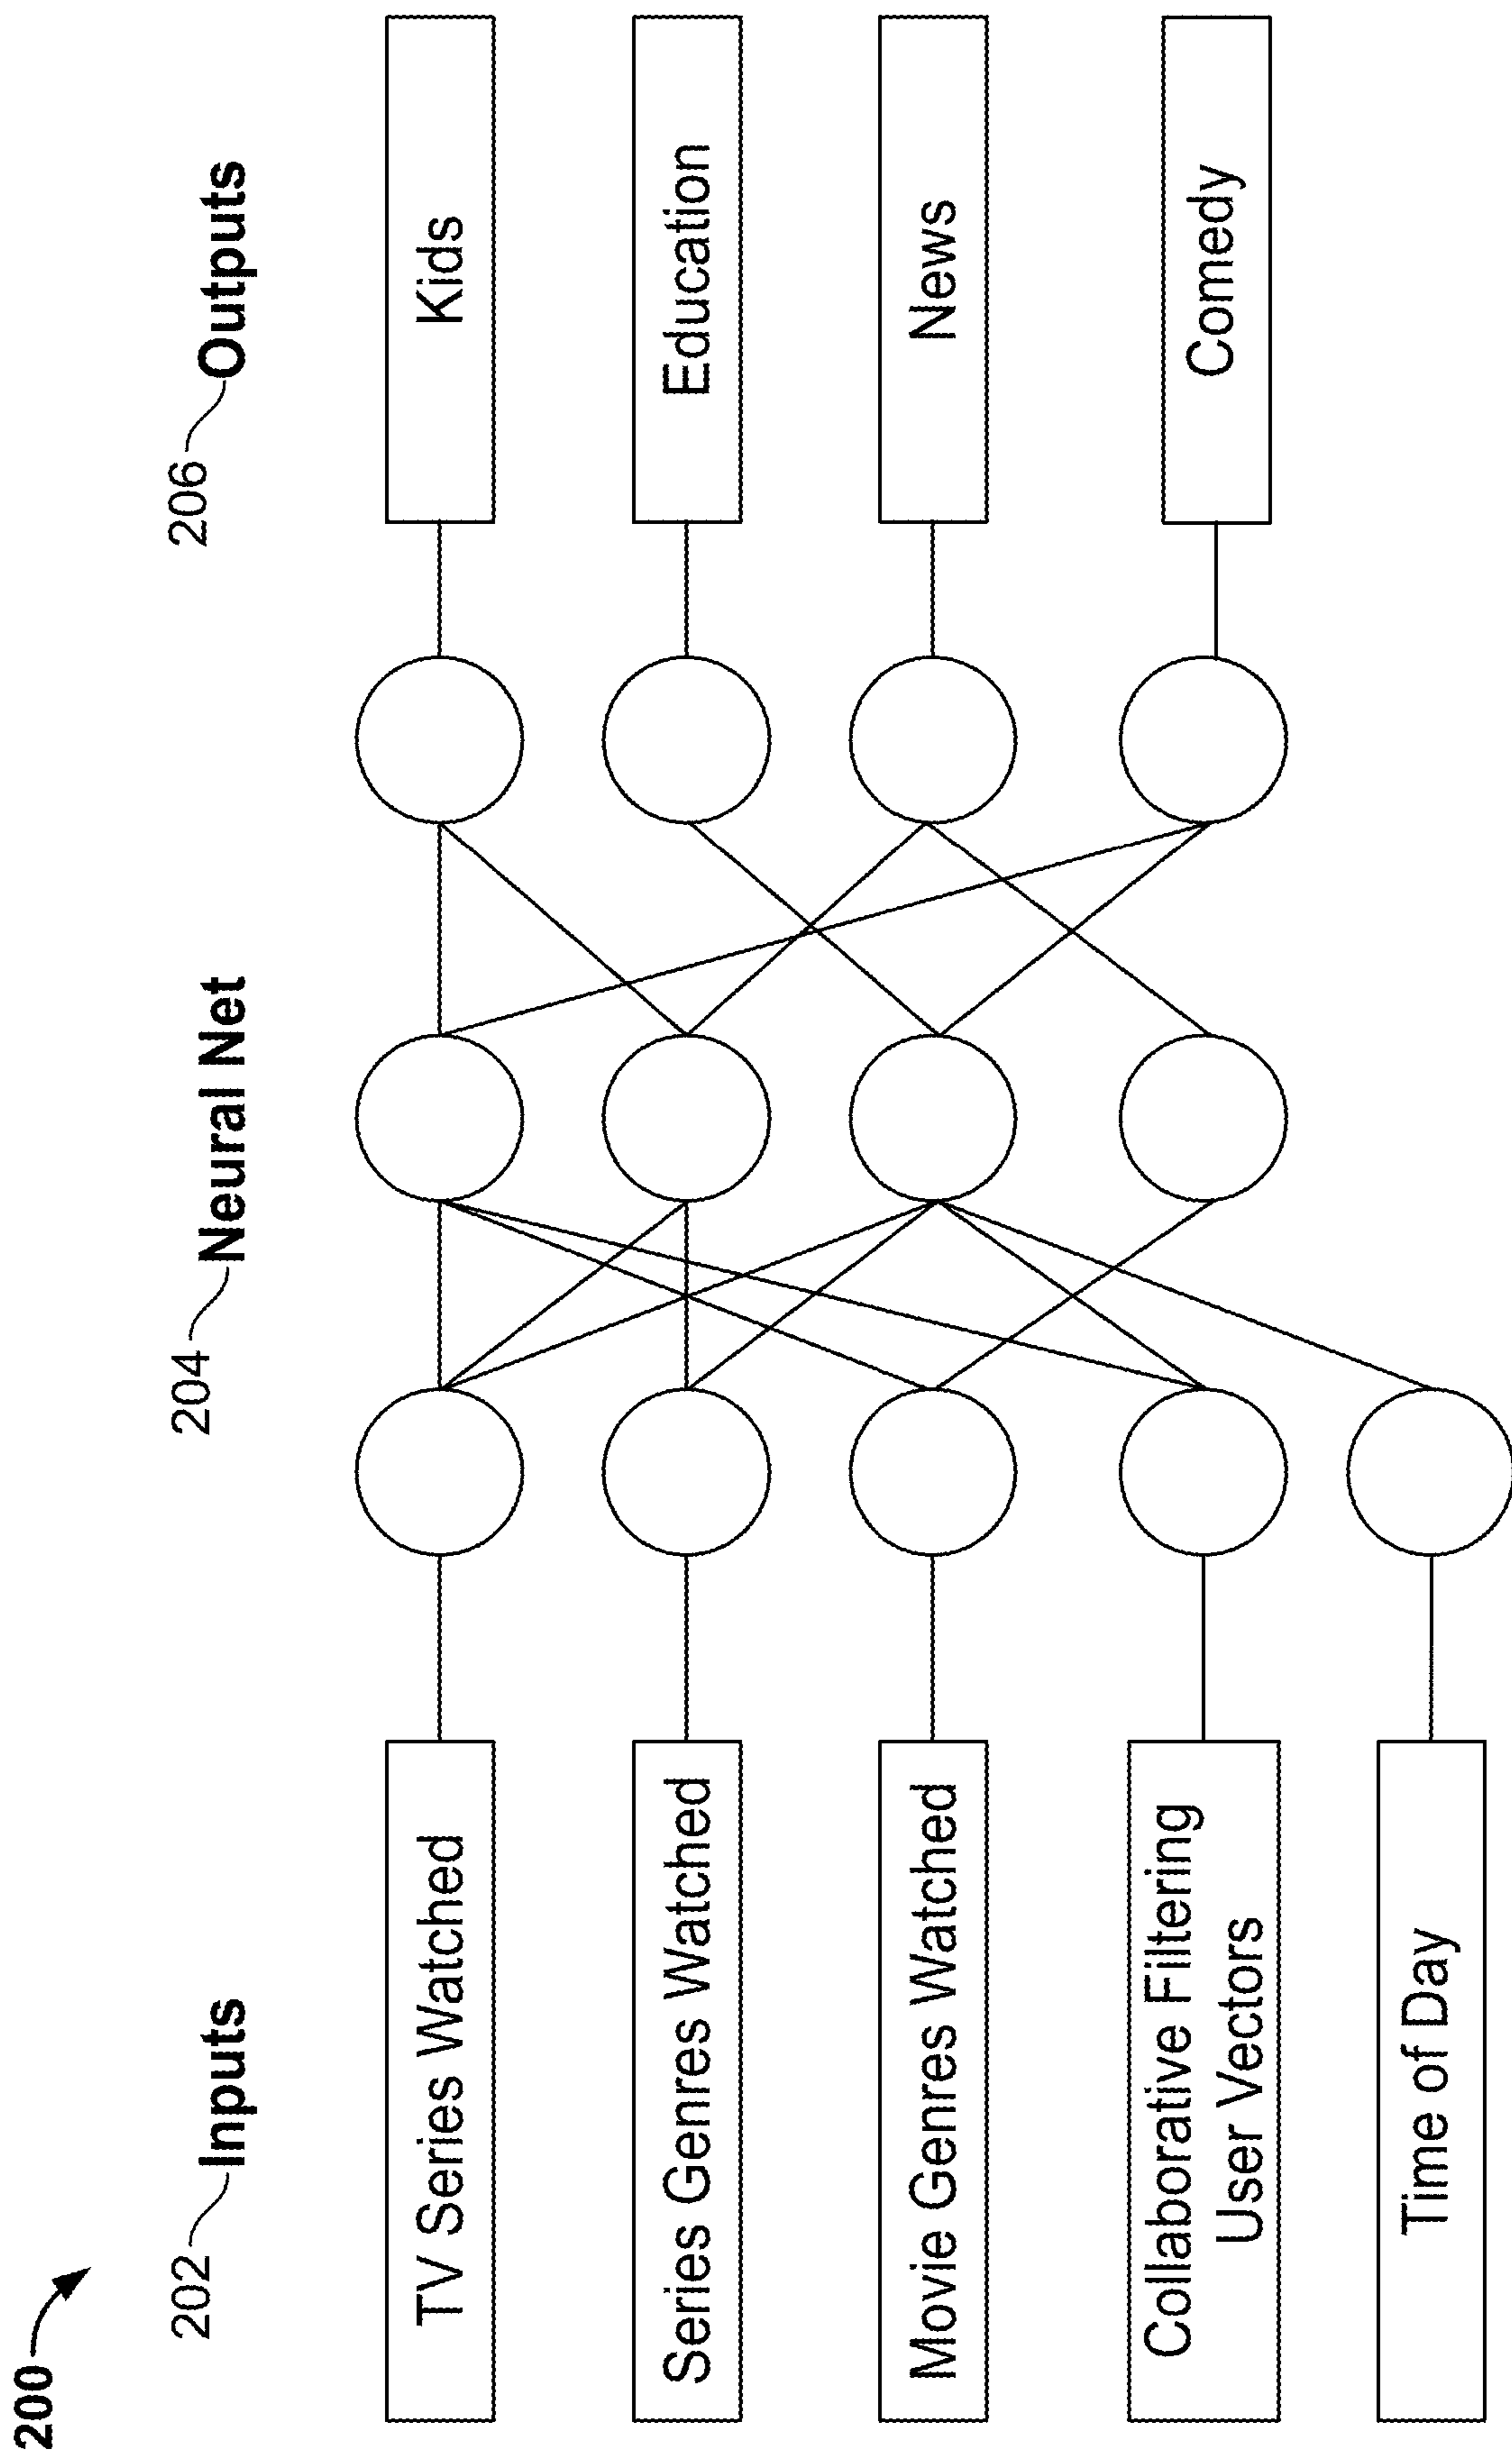 200
202 Inputs
204 Neural Net
206 Outputs
TV Series Watched
Kids
Series Genres Watched
Education
Movie Genres Watched
News
Collaborative Filtering
User Vectors
Comedy
Time of Day